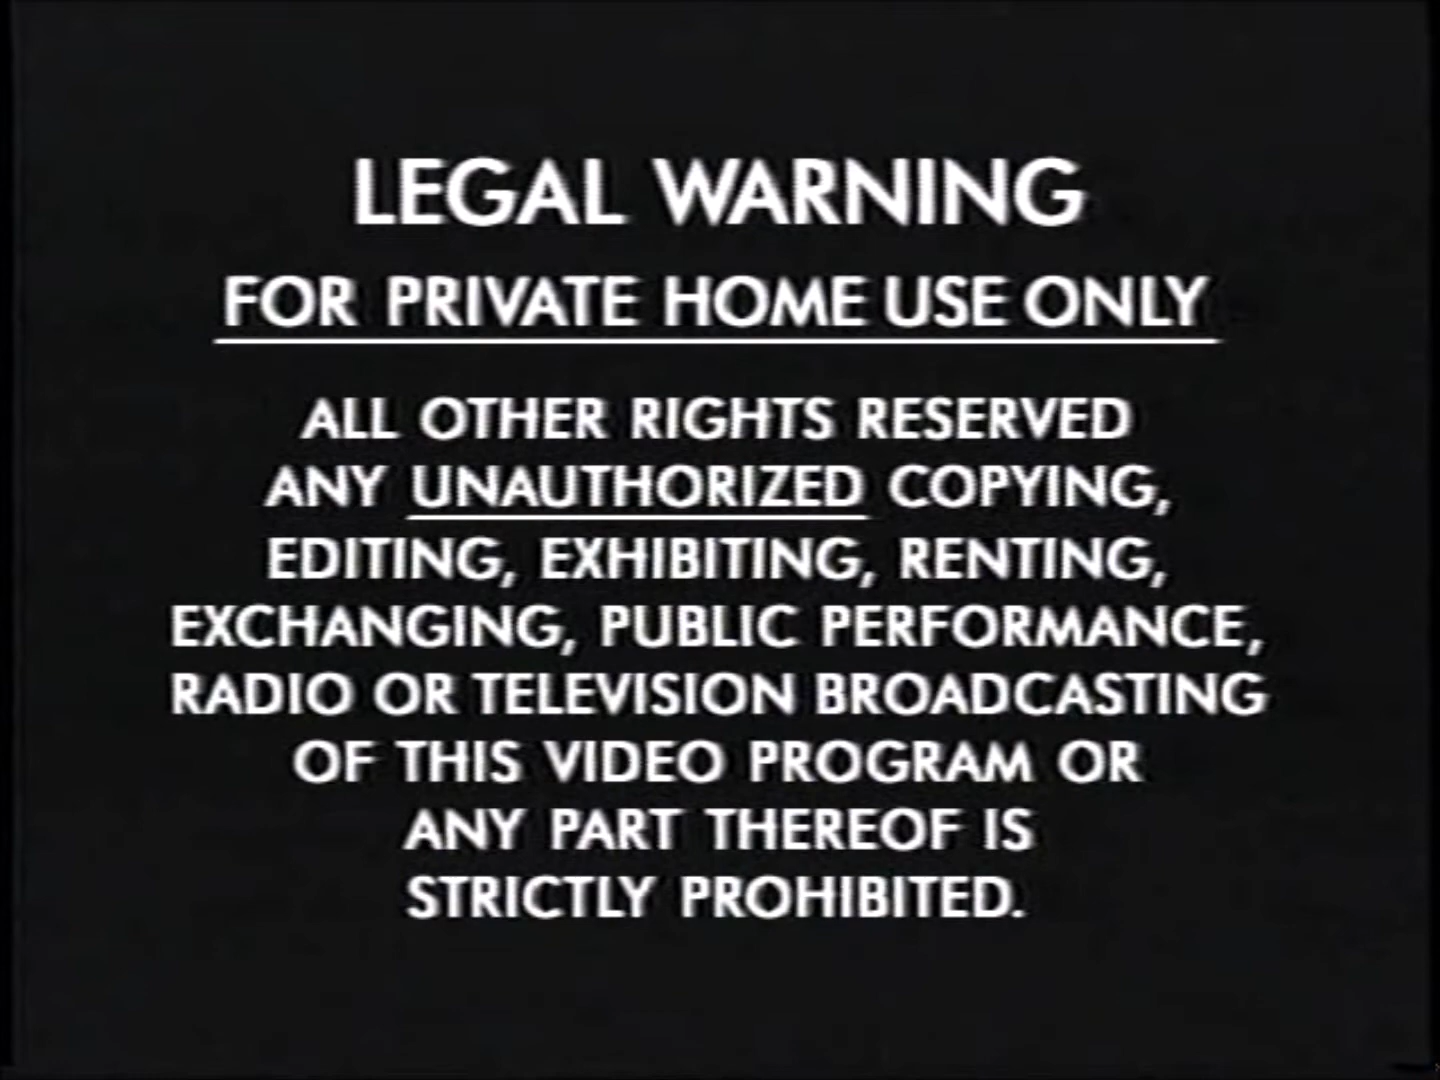 LEGAL WARNING
FOR PRIVATE HOME USE ONLY
ALL OTHER RIGHTS RESERVED
ANY UNAUTHORIZED COPYING,
EDITING, EXHIBITING, RENTING,
EXCHANGING, PUBLIC PERFORMANCE,
RADIO OR TELEVISION BROADCASTING
OF THIS VIDEO PROGRAM OR
ANY PART THEREOF IS
STRICTLY PROHIBITED.